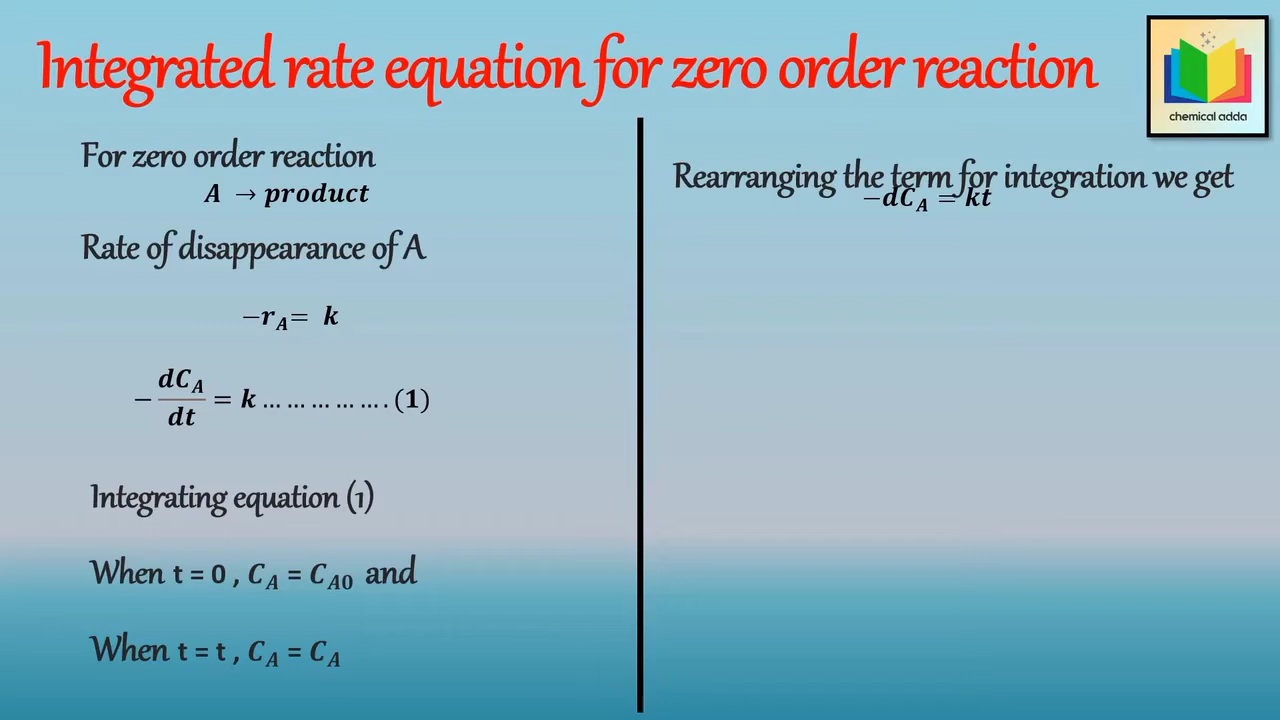 Integrated rate equation for zero order reaction
chemical adda
For zero order reaction
A → product
Rate of disappearance of A
−r_A = k
− dC_A / dt = k … … … … … . (1)
Integrating equation (1)
When t = 0 , C_A = C_A0 and
When t = t , C_A = C_A
Rearranging the term for integration we get
−dC_A = kt